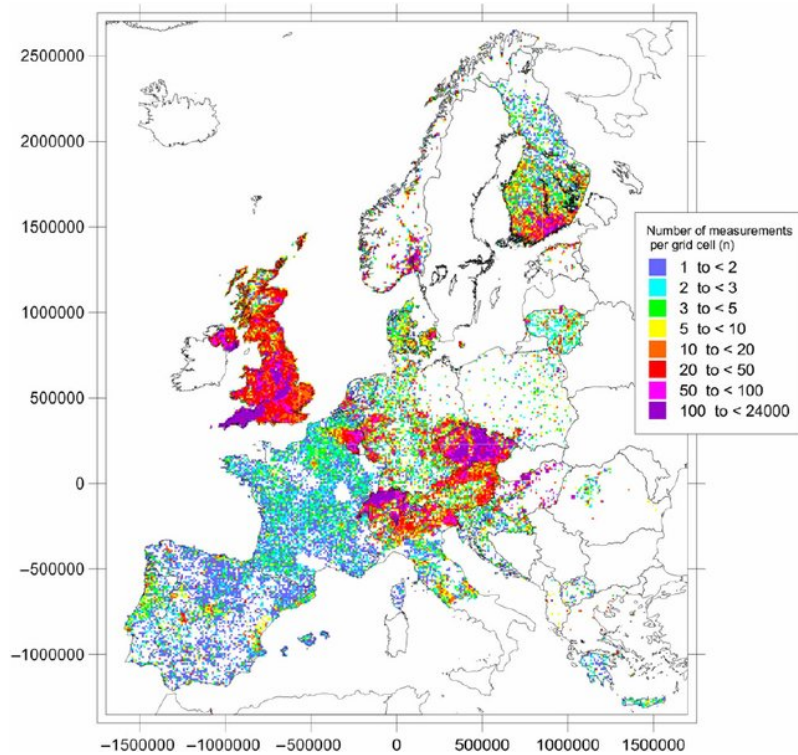 2500000
2000000
1500000
1000000
500000
0
−500000
−1000000
Number of measurements
per grid cell (n)
1 to < 2
2 to < 3
3 to < 5
5 to < 10
10 to < 20
20 to < 50
50 to < 100
100 to < 24000
−1500000 −1000000 −500000 0 500000 1000000 1500000